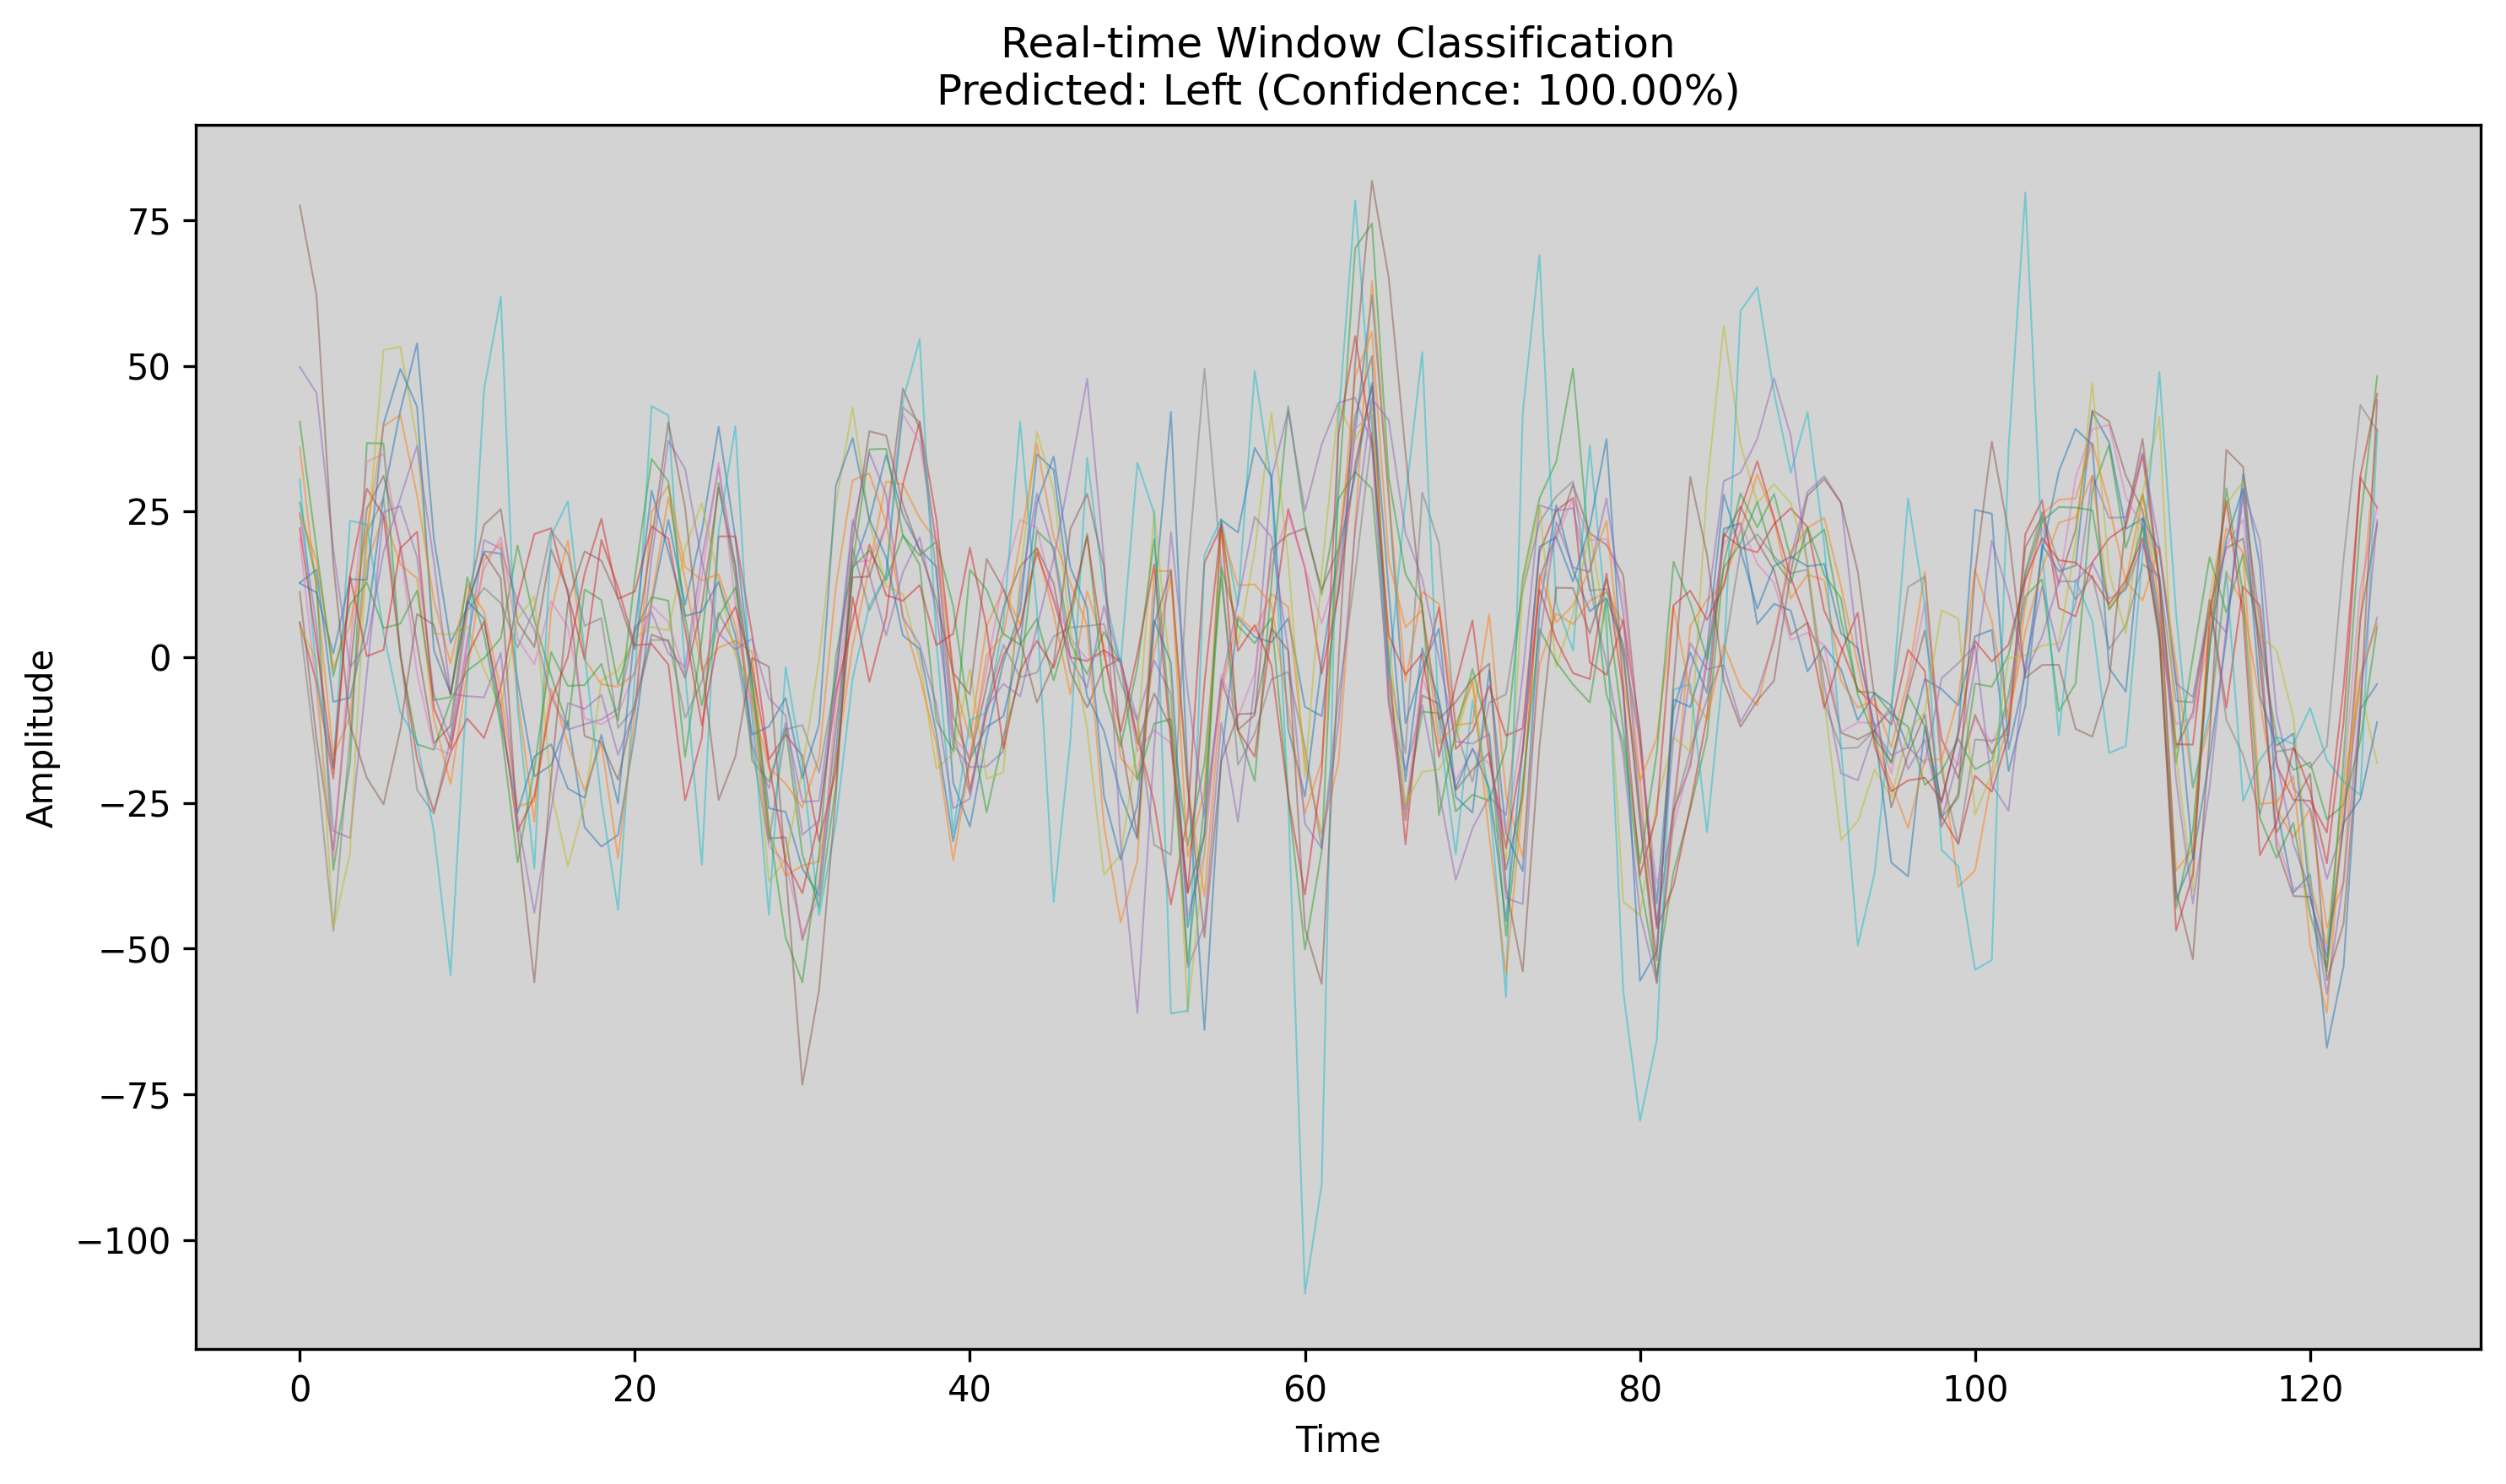 Real-time Window Classification
Predicted: Left (Confidence: 100.00%)
75
50
25
0
−25
−50
−75
−100
Amplitude
0 20 40 60 80 100 120
Time